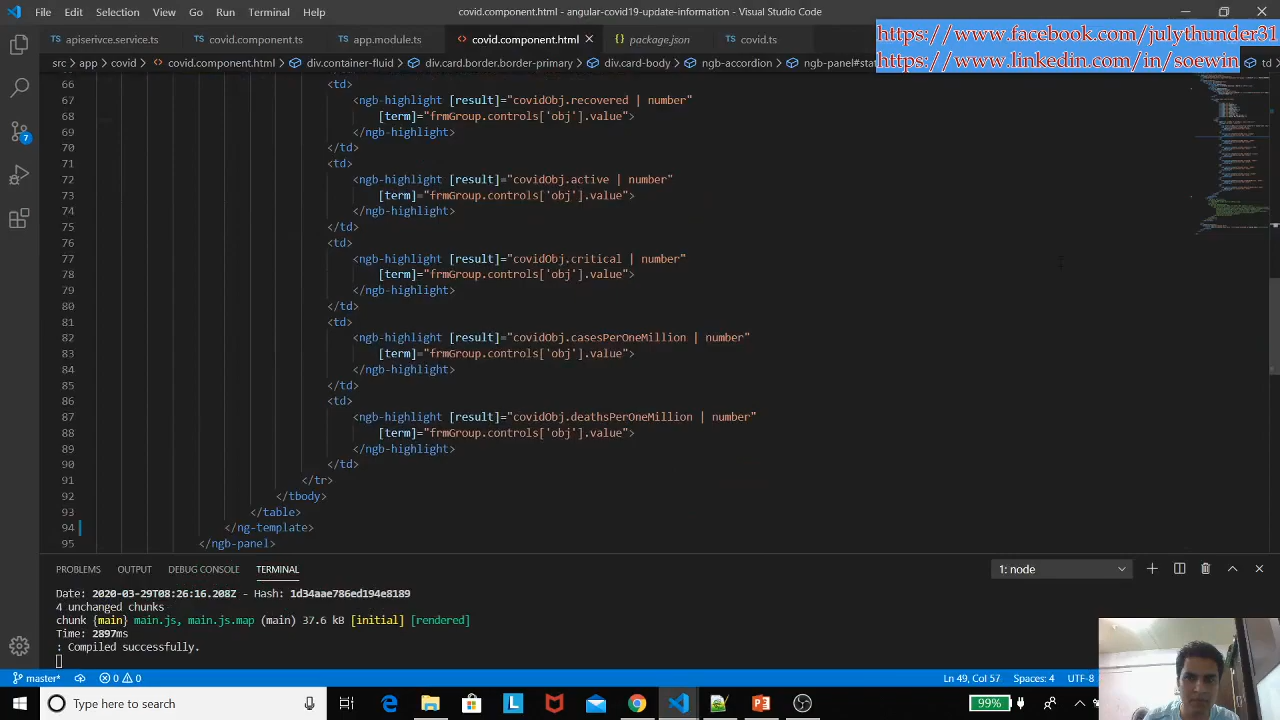 File Edit Selection View Go Run Terminal Help
covid.component.html - angular-covid19-update-information - Visual Studio Code
https://www.facebook.com/julythunder31
https://www.linkedin.com/in/soewin
TS apiserivce.service.ts TS covid.component.ts TS app.module.ts <> covid.component.html {} package.json TS covid.ts
src > app > covid > <> covid.component.html > div.container-fluid > div.card.border.border-primary > div.card-body > ngb-accordion > ngb-panel#stat > td >
66 <td>
67 <ngb-highlight [result]="covidObj.recovered | number"
68 [term]="frmGroup.controls['obj'].value">
69 </ngb-highlight>
70 </td>
71 <td>
72 <ngb-highlight [result]="covidObj.active | number"
73 [term]="frmGroup.controls['obj'].value">
74 </ngb-highlight>
75 </td>
76 <td>
77 <ngb-highlight [result]="covidObj.critical | number"
78 [term]="frmGroup.controls['obj'].value">
79 </ngb-highlight>
80 </td>
81 <td>
82 <ngb-highlight [result]="covidObj.casesPerOneMillion | number"
83 [term]="frmGroup.controls['obj'].value">
84 </ngb-highlight>
85 </td>
86 <td>
87 <ngb-highlight [result]="covidObj.deathsPerOneMillion | number"
88 [term]="frmGroup.controls['obj'].value">
89 </ngb-highlight>
90 </td>
91 </tr>
92 </tbody>
93 </table>
94 </ng-template>
95 </ngb-panel>
PROBLEMS OUTPUT DEBUG CONSOLE TERMINAL
1: node
Date: 2020-03-29T08:26:16.208Z - Hash: 1d34aae786ed194e8189
4 unchanged chunks
chunk {main} main.js, main.js.map (main) 37.6 kB [initial] [rendered]
Time: 2897ms
: Compiled successfully.
master* 0 0
Ln 49, Col 57 Spaces: 4 UTF-8
Type here to search
99%